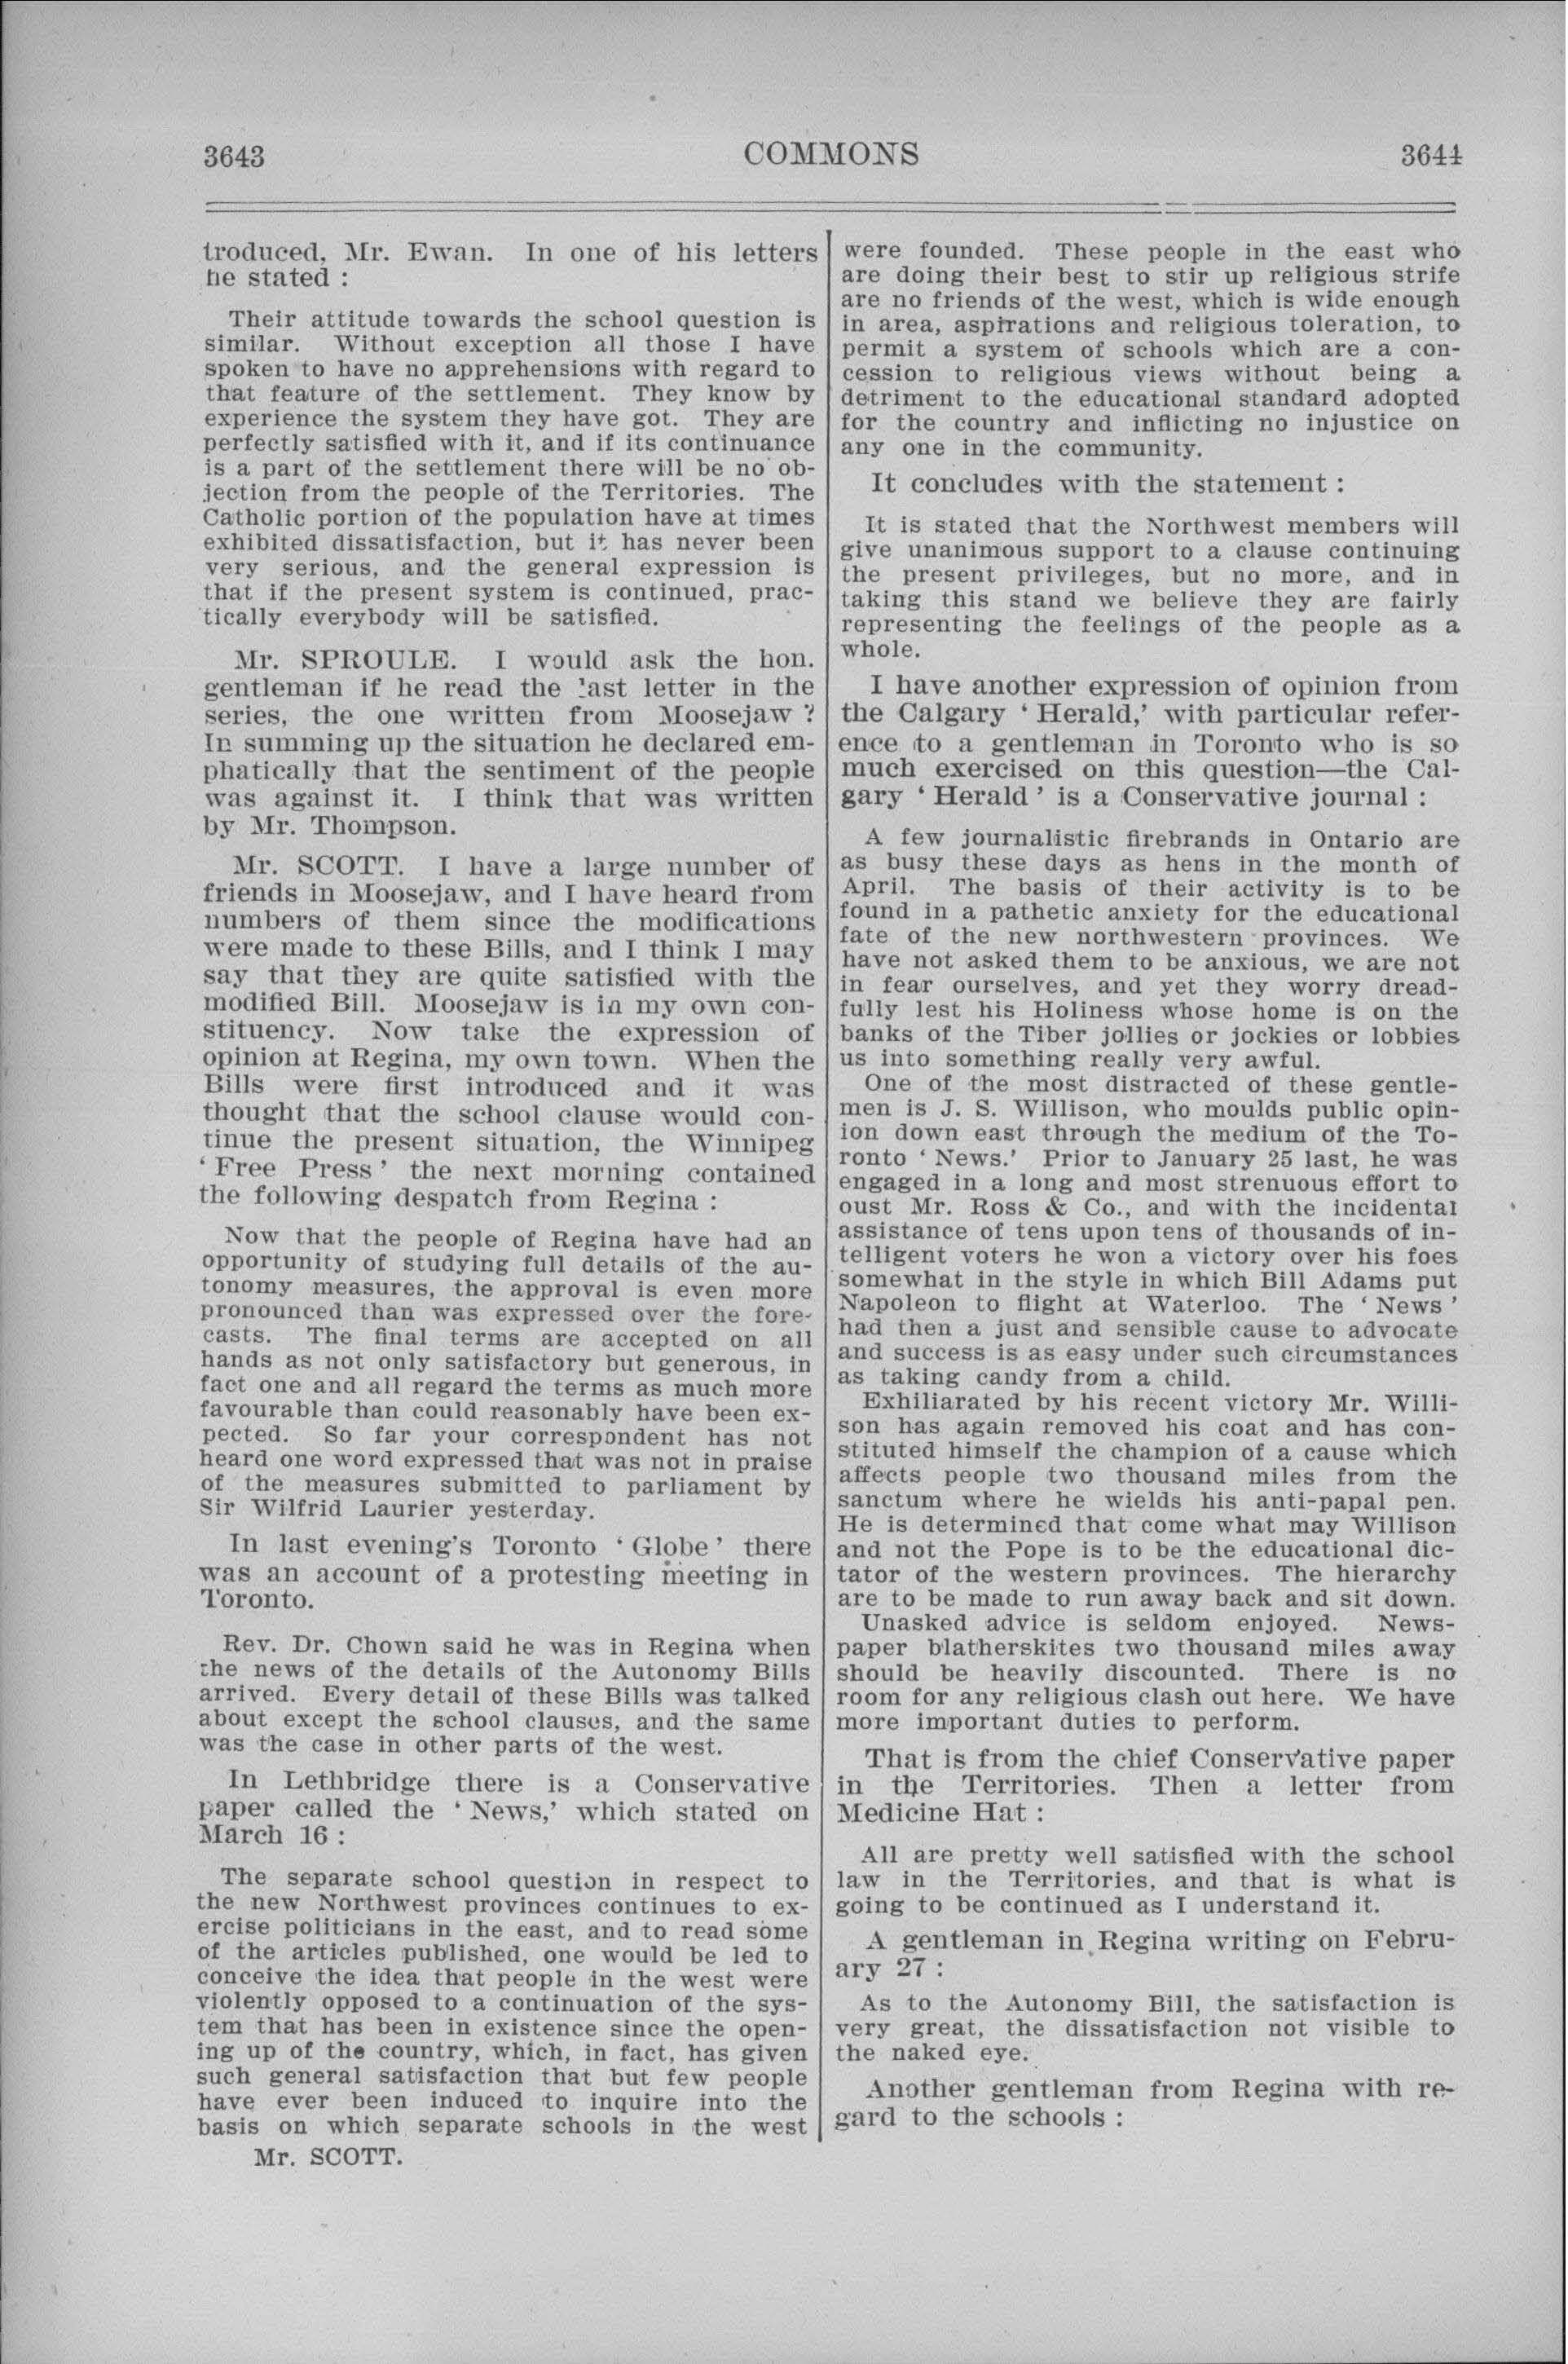 3643
COMMONS
3644
troduced, Mr. Ewan. In one of his letters
he stated :
Their attitude towards the school question is
similar. Without exception all those I have
spoken to have no apprehensions with regard to
that feature of the settlement. They know by
experience the system they have got. They are
perfectly satisfied with it, and if its continuance
is a part of the settlement there will be no ob-
jection from the people of the Territories. The
Catholic portion of the population have at times
exhibited dissatisfaction, but it has never been
very serious, and the general expression is
that if the present system is continued, prac-
tically everybody will be satisfied.
Mr. SPROULE. I would ask the hon.
gentleman if he read the last letter in the
series, the one written from Moosejaw ?
In summing up the situation he declared em-
phatically that the sentiment of the people
was against it. I think that was written
by Mr. Thompson.
Mr. SCOTT. I have a large number of
friends in Moosejaw, and I have heard from
numbers of them since the modifications
were made to these Bills, and I think I may
say that they are quite satisfied with the
modified Bill. Moosejaw is in my own con-
stituency. Now take the expression of
opinion at Regina, my own town. When the
Bills were first introduced and it was
thought that the school clause would con-
tinue the present situation, the Winnipeg
‘ Free Press ’ the next morning contained
the following despatch from Regina :
Now that the people of Regina have had an
opportunity of studying full details of the au-
tonomy measures, the approval is even more
pronounced than was expressed over the fore-
casts. The final terms are accepted on all
hands as not only satisfactory but generous, in
fact one and all regard the terms as much more
favourable than could reasonably have been ex-
pected. So far your correspondent has not
heard one word expressed that was not in praise
of the measures submitted to parliament by
Sir Wilfrid Laurier yesterday.
In last evening's Toronto ‘ Globe ’ there
was an account of a protesting meeting in
Toronto.
Rev. Dr. Chown said he was in Regina when
the news of the details of the Autonomy Bills
arrived. Every detail of these Bills was talked
about except the school clauses, and the same
was the case in other parts of the west.
In Lethbridge there is a Conservative
paper called the ‘ News,’ which stated on
March 16 :
The separate school question in respect to
the new Northwest provinces continues to ex-
ercise politicians in the east, and to read some
of the articles published, one would be led to
conceive the idea that people in the west were
violently opposed to a continuation of the sys-
tem that has been in existence since the open-
ing up of the country, which, in fact, has given
such general satisfaction that but few people
have ever been induced to inquire into the
basis on which separate schools in the west
Mr. SCOTT.
were founded. These people in the east who
are doing their best to stir up religious strife
are no friends of the west, which is wide enough
in area, aspirations and religious toleration, to
permit a system of schools which are a con-
cession to religious views without being a
detriment to the educational standard adopted
for the country and inflicting no injustice on
any one in the community.
It concludes with the statement :
It is stated that the Northwest members will
give unanimous support to a clause continuing
the present privileges, but no more, and in
taking this stand we believe they are fairly
representing the feelings of the people as a
whole.
I have another expression of opinion from
the Calgary ‘ Herald,’ with particular refer-
ence to a gentleman in Toronto who is so
much exercised on this question—the Cal-
gary ‘ Herald ’ is a Conservative journal :
A few journalistic firebrands in Ontario are
as busy these days as hens in the month of
April. The basis of their activity is to be
found in a pathetic anxiety for the educational
fate of the new northwestern provinces. We
have not asked them to be anxious, we are not
in fear ourselves, and yet they worry dread-
fully lest his Holiness whose home is on the
banks of the Tiber jollies or jockies or lobbies
us into something really very awful.
One of the most distracted of these gentle-
men is J. S. Willison, who moulds public opin-
ion down east through the medium of the To-
ronto ‘ News.’ Prior to January 25 last, he was
engaged in a long and most strenuous effort to
oust Mr. Ross & Co., and with the incidental
assistance of tens upon tens of thousands of in-
telligent voters he won a victory over his foes
somewhat in the style in which Bill Adams put
Napoleon to flight at Waterloo. The ‘ News ’
had then a just and sensible cause to advocate
and success is as easy under such circumstances
as taking candy from a child.
Exhiliarated by his recent victory Mr. Willi-
son has again removed his coat and has con-
stituted himself the champion of a cause which
affects people two thousand miles from the
sanctum where he wields his anti-papal pen.
He is determined that come what may Willison
and not the Pope is to be the educational dic-
tator of the western provinces. The hierarchy
are to be made to run away back and sit down.
Unasked advice is seldom enjoyed. News-
paper blatherskites two thousand miles away
should be heavily discounted. There is no
room for any religious clash out here. We have
more important duties to perform.
That is from the chief Conservative paper
in the Territories. Then a letter from
Medicine Hat :
All are pretty well satisfied with the school
law in the Territories, and that is what is
going to be continued as I understand it.
A gentleman in Regina writing on Febru-
ary 27 :
As to the Autonomy Bill, the satisfaction is
very great, the dissatisfaction not visible to
the naked eye.
Another gentleman from Regina with re-
gard to the schools :